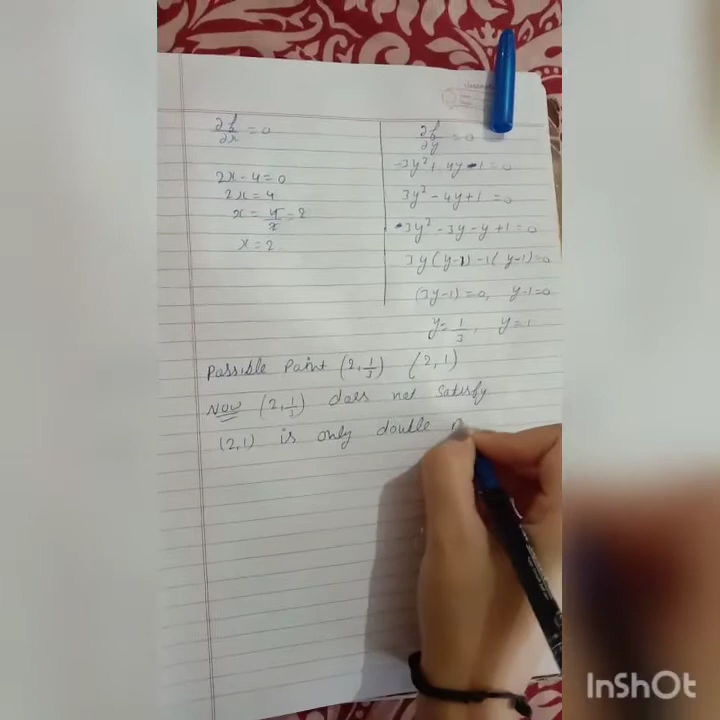 ∂f/∂x = 0
2x - 4 = 0
2x = 4
x = 4/2 = 2
x = 2
∂f/∂y = 0
-3y² + 4y - 1 = 0
3y² - 4y + 1 = 0
3y² - 3y - y + 1 = 0
3y(y-1) - 1(y-1) = 0
(3y-1) = 0, y-1 = 0
y = 1/3, y = 1
Possible Point (2, 1/3) (2, 1)
Now (2, 1/3) does not satisfy
(2,1) is only double
InShOt